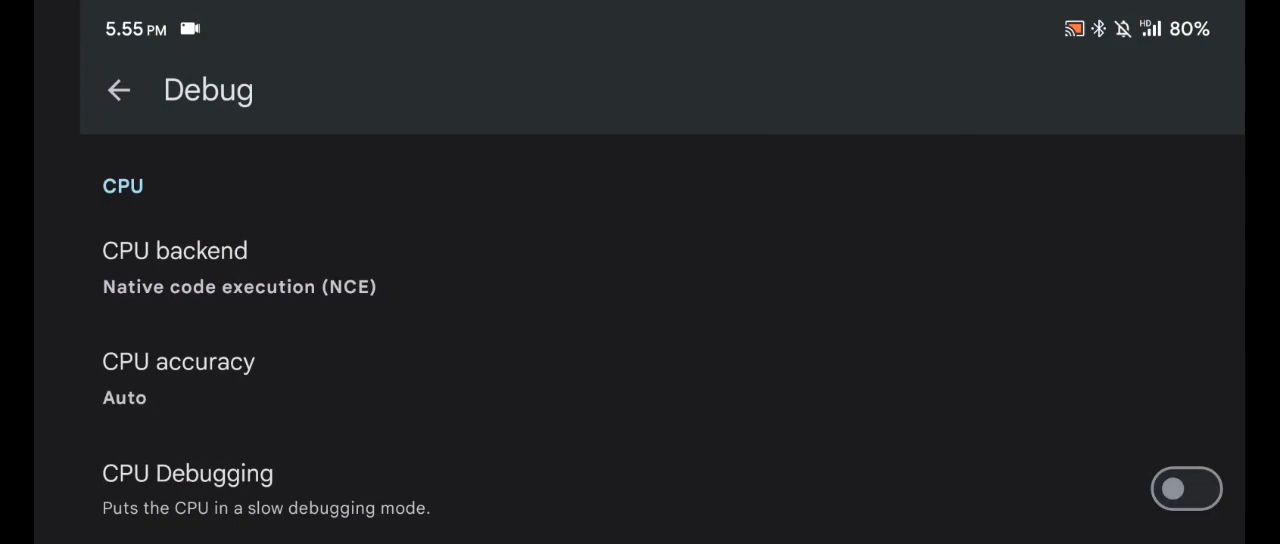 5.55 PM
HD 80%
Debug
CPU
CPU backend
Native code execution (NCE)
CPU accuracy
Auto
CPU Debugging
Puts the CPU in a slow debugging mode.